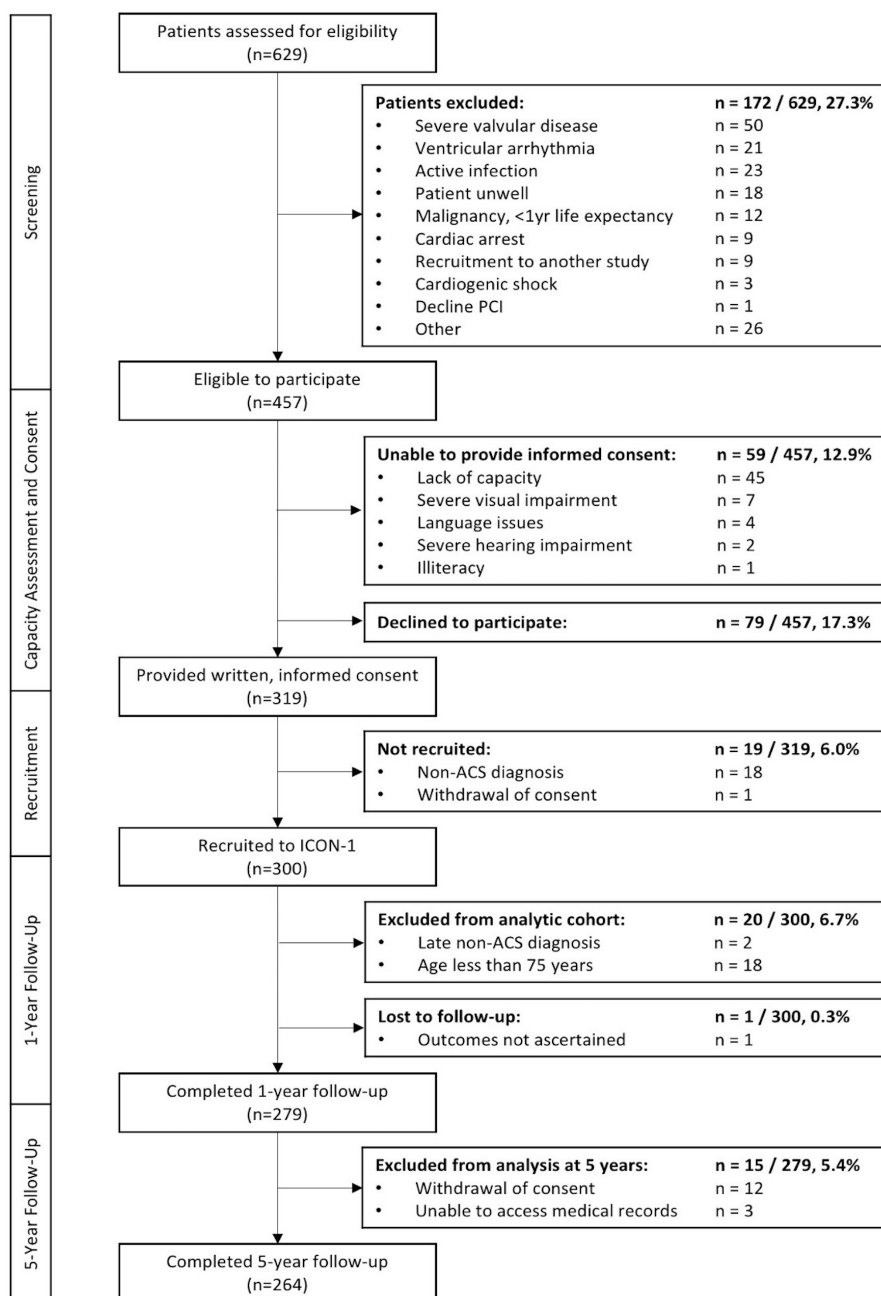 Patients assessed for eligibility
(n=629)
Screening
Patients excluded: n = 172 / 629, 27.3%
• Severe valvular disease n = 50
• Ventricular arrhythmia n = 21
• Active infection n = 23
• Patient unwell n = 18
• Malignancy, <1yr life expectancy n = 12
• Cardiac arrest n = 9
• Recruitment to another study n = 9
• Cardiogenic shock n = 3
• Decline PCI n = 1
• Other n = 26
Eligible to participate
(n=457)
Capacity Assessment and Consent
Unable to provide informed consent: n = 59 / 457, 12.9%
• Lack of capacity n = 45
• Severe visual impairment n = 7
• Language issues n = 4
• Severe hearing impairment n = 2
• Illiteracy n = 1
Declined to participate: n = 79 / 457, 17.3%
Provided written, informed consent
(n=319)
Recruitment
Not recruited: n = 19 / 319, 6.0%
• Non-ACS diagnosis n = 18
• Withdrawal of consent n = 1
Recruited to ICON-1
(n=300)
1-Year Follow-Up
Excluded from analytic cohort: n = 20 / 300, 6.7%
• Late non-ACS diagnosis n = 2
• Age less than 75 years n = 18
Lost to follow-up: n = 1 / 300, 0.3%
• Outcomes not ascertained n = 1
Completed 1-year follow-up
(n=279)
5-Year Follow-Up
Excluded from analysis at 5 years: n = 15 / 279, 5.4%
• Withdrawal of consent n = 12
• Unable to access medical records n = 3
Completed 5-year follow-up
(n=264)